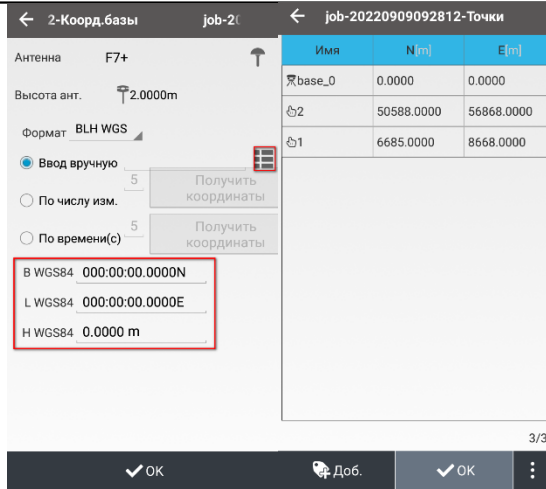 2-Коорд.базы job-20
Антенна F7+
Высота ант. 2.0000m
Формат BLH WGS
Ввод вручную
5 Получить координаты
По числу изм.
5 Получить координаты
По времени(с)
B WGS84 000:00:00.0000N
L WGS84 000:00:00.0000E
H WGS84 0.0000 m
OK
job-20220909092812-Точки
Имя N[m] E[m]
base_0 0.0000 0.0000
2 50588.0000 56868.0000
1 6685.0000 8668.0000
3/3
Доб. OK